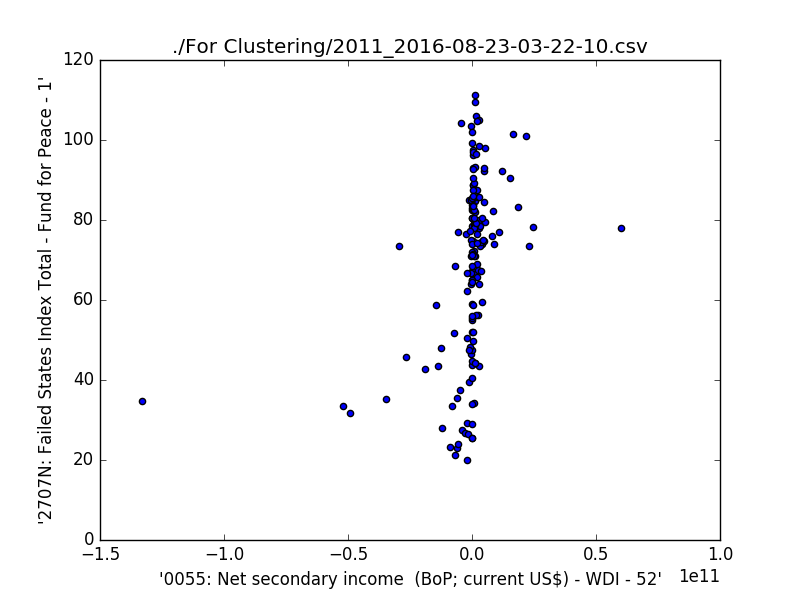 ./For Clustering/2011_2016-08-23-03-22-10.csv
'2707N: Failed States Index Total - Fund for Peace - 1'
120
100
80
60
40
20
0
−1.5 −1.0 −0.5 0.0 0.5 1.0
1e11
'0055: Net secondary income  (BoP; current US$) - WDI - 52'